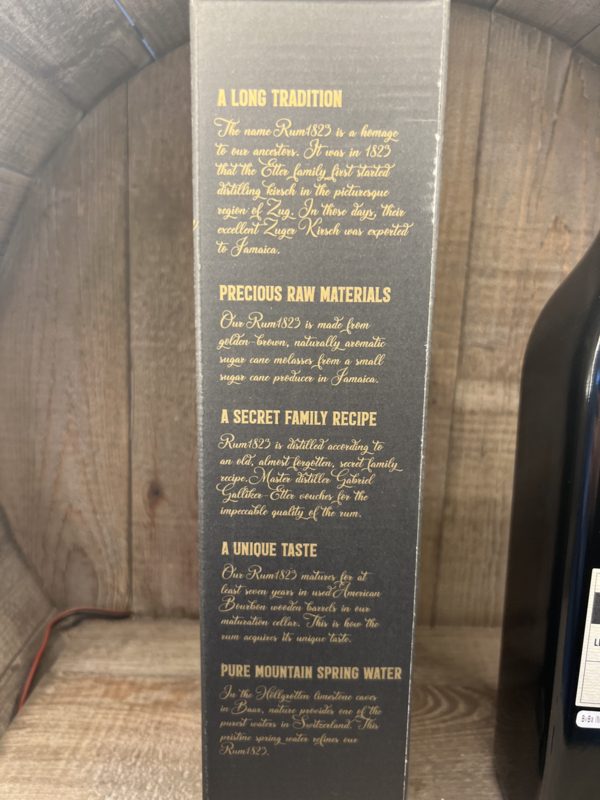 A LONG TRADITION
The name Rum1823 is a homage
to our ancestors. It was in 1823
that the Etter family first started
distilling kirsch in the picturesque
region of Zug. In those days, their
excellent Zuger Kirsch was exported
to Jamaica.
PRECIOUS RAW MATERIALS
Our Rum1823 is made from
golden-brown, naturally aromatic
sugar cane molasses from a small
sugar cane producer in Jamaica.
A SECRET FAMILY RECIPE
Rum1823 is distilled according to
an old, almost forgotten, secret family
recipe. Master distiller Gabriel
Galliker-Etter vouches for the
impeccable quality of the rum.
A UNIQUE TASTE
Our Rum1823 matures for at
least seven years in used American
Bourbon wooden barrels in our
maturation cellar. This is how the
rum acquires its unique taste.
PURE MOUNTAIN SPRING WATER
In the Höllgrotten limestone caves
in Baar, nature provides one of the
purest waters in Switzerland. This
pristine spring water refines our
Rum1823.